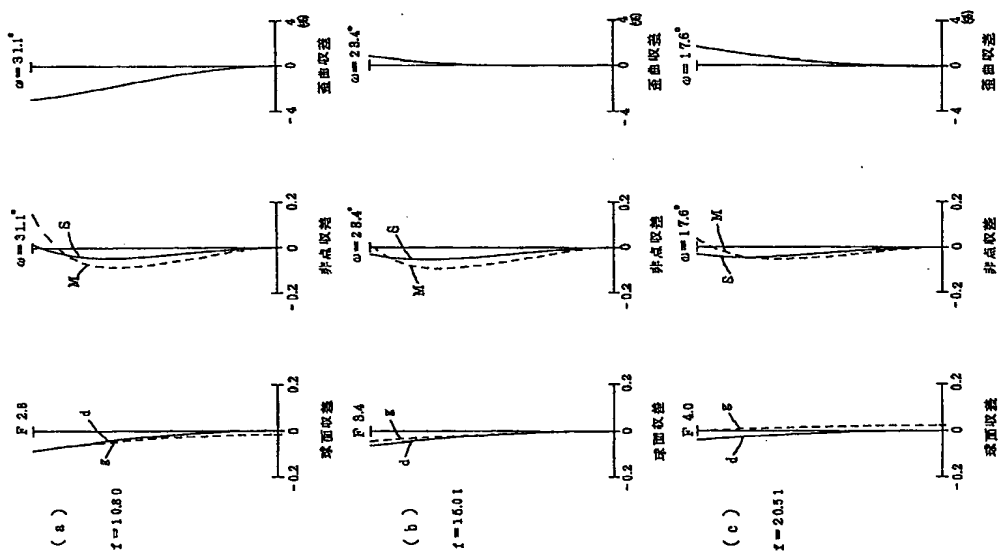 (a)
f=10.80
F 2.8
d
g
0.2
0
-0.2
球面収差
ω=31.1°
S
M
0.2
0
-0.2
非点収差
ω=31.1°
4
(%)
0
-4
歪曲収差
(b)
f=15.01
F 3.4
g
d
0.2
0
-0.2
球面収差
ω=23.4°
S
M
0.2
0
-0.2
非点収差
ω=23.4°
4
(%)
0
-4
歪曲収差
(c)
f=20.51
F 4.0
g
d
0.2
0
-0.2
球面収差
ω=17.6°
M
S
0.2
0
-0.2
非点収差
ω=17.6°
4
(%)
0
-4
歪曲収差